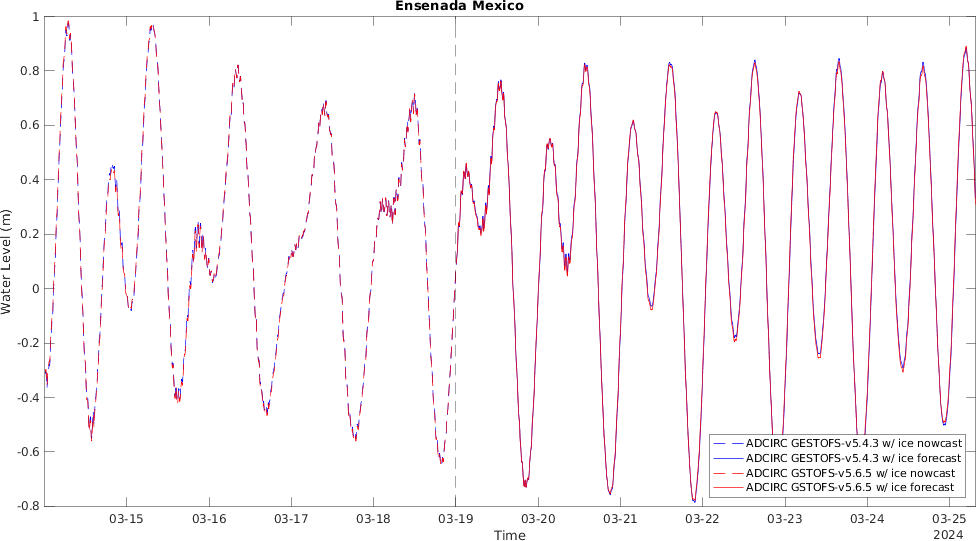 Ensenada Mexico
Water Level (m)
1
0.8
0.6
0.4
0.2
0
-0.2
-0.4
-0.6
-0.8
ADCIRC GESTOFS-v5.4.3 w/ ice nowcast
ADCIRC GESTOFS-v5.4.3 w/ ice forecast
ADCIRC GSTOFS-v5.6.5 w/ ice nowcast
ADCIRC GSTOFS-v5.6.5 w/ ice forecast
03-15 03-16 03-17 03-18 03-19 03-20 03-21 03-22 03-23 03-24 03-25
2024
Time